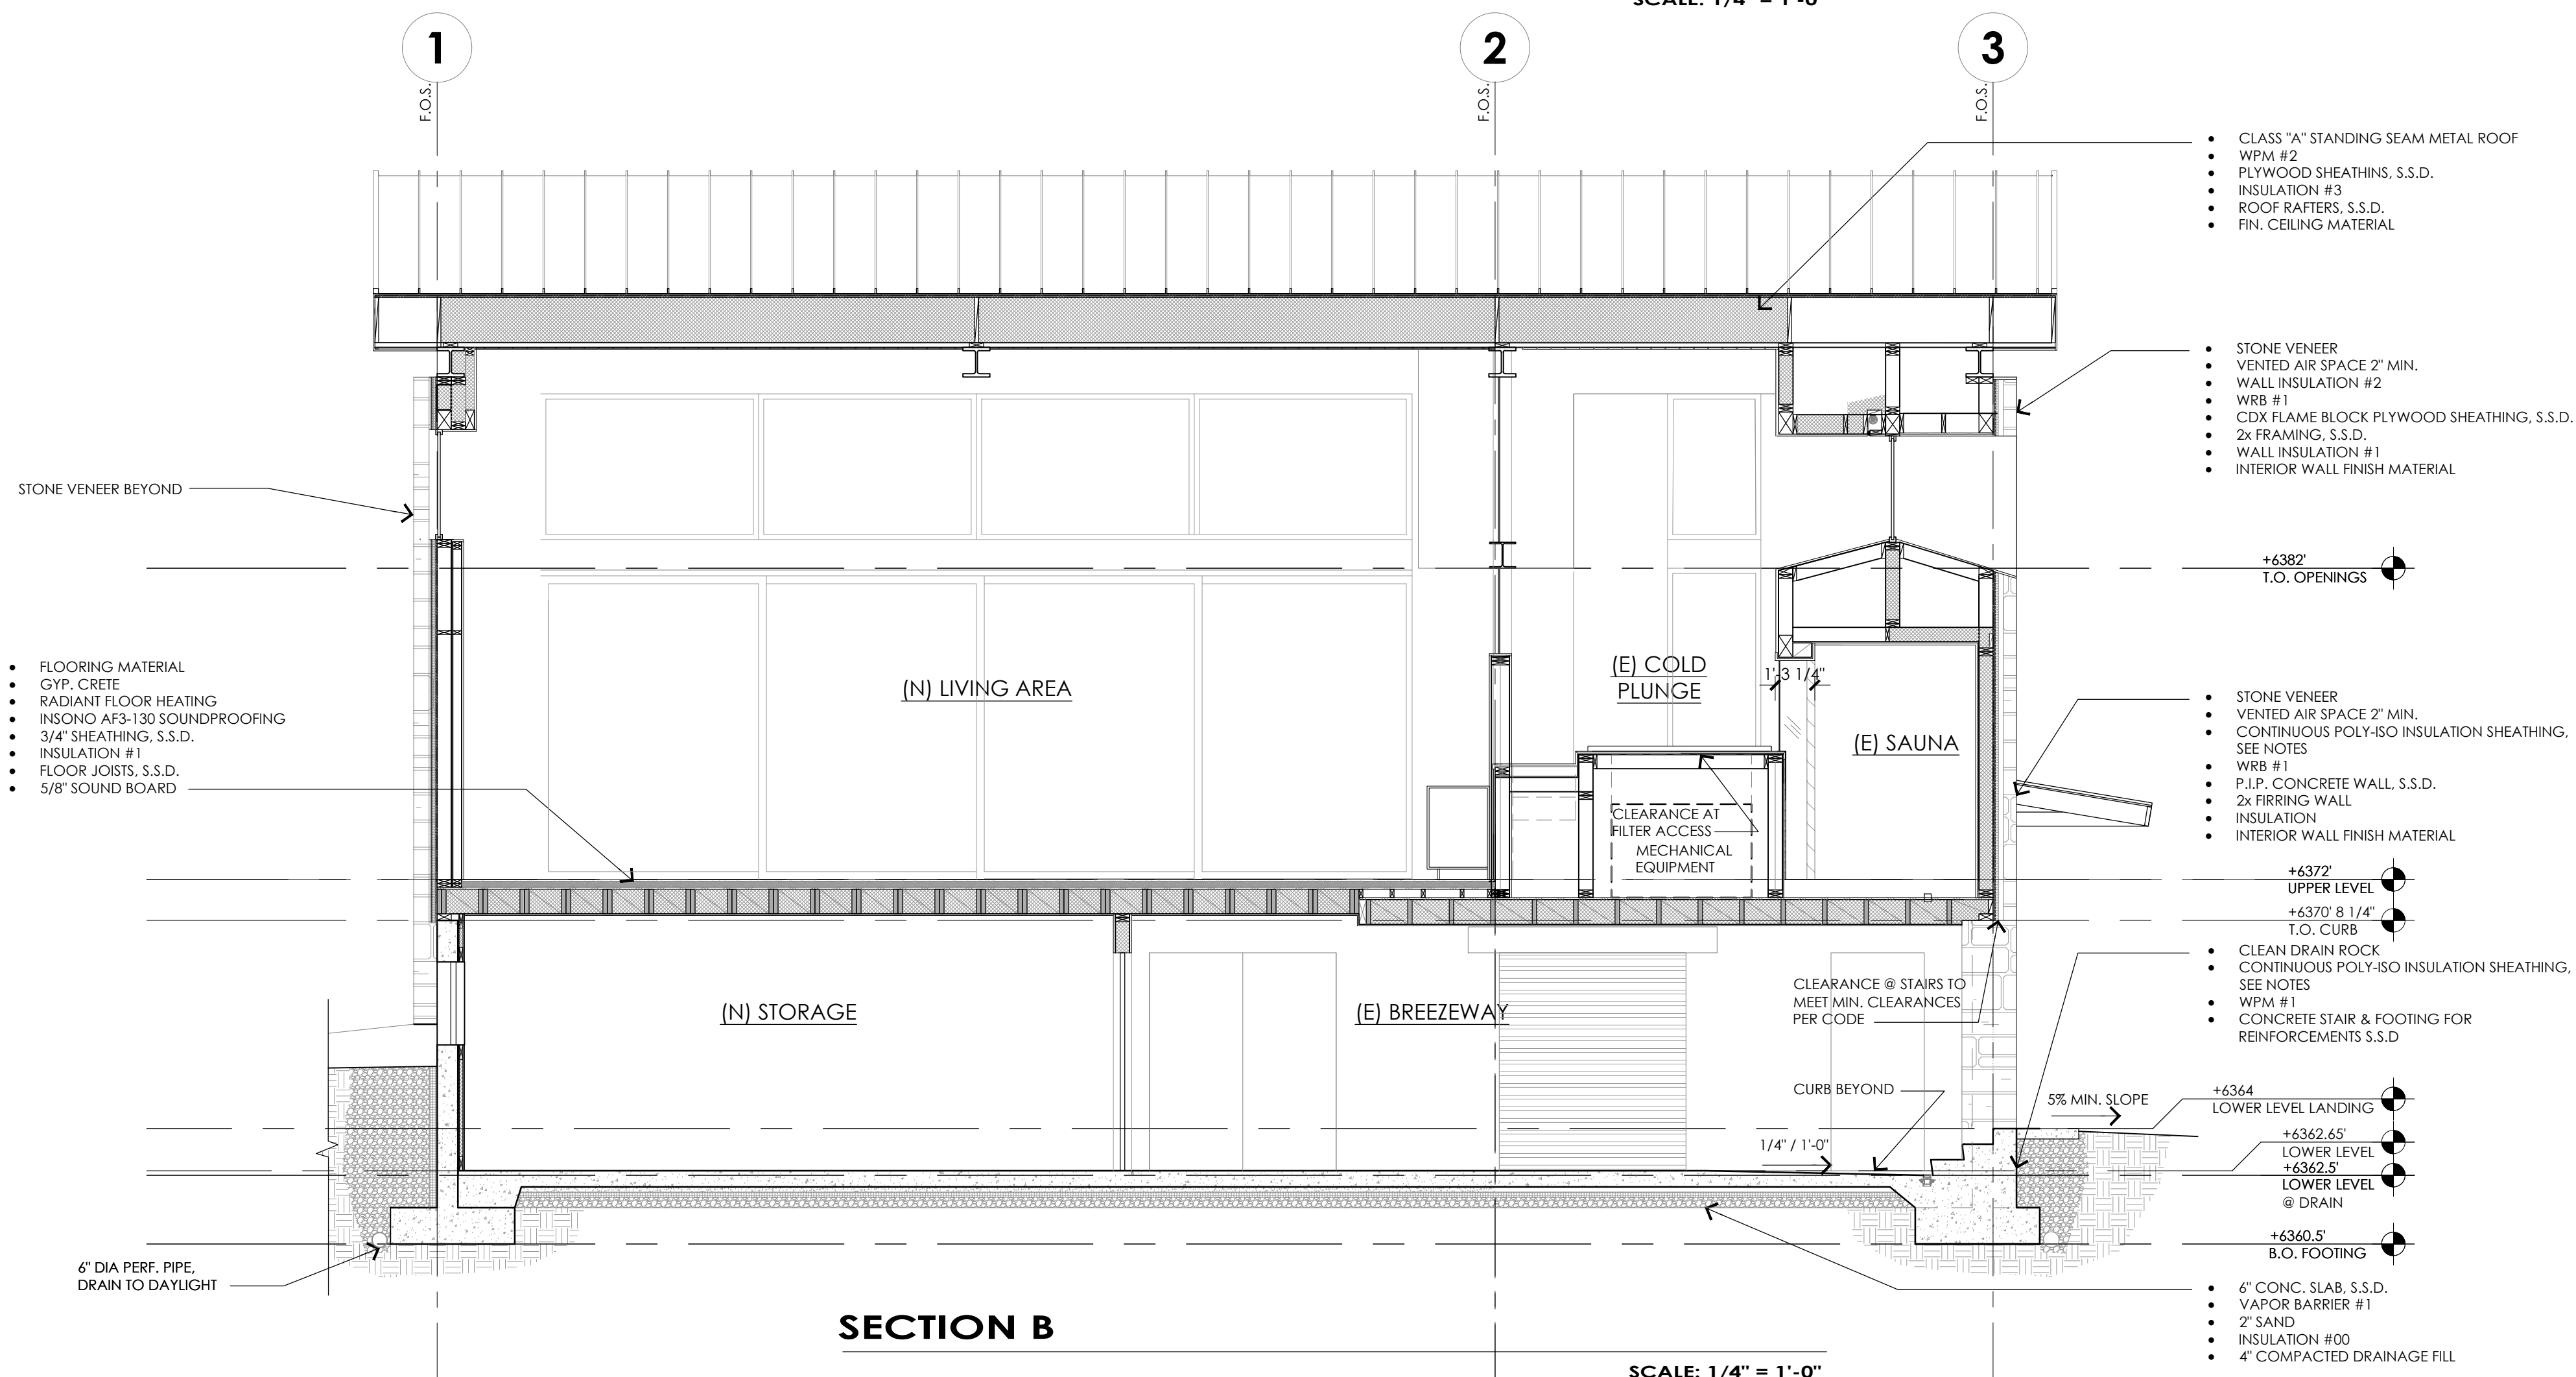 SCALE: 1/4" = 1'-0"
1
2
3
F.O.S.
F.O.S.
F.O.S.
• CLASS "A" STANDING SEAM METAL ROOF
• WPM #2
• PLYWOOD SHEATHINS, S.S.D.
• INSULATION #3
• ROOF RAFTERS, S.S.D.
• FIN. CEILING MATERIAL
• STONE VENEER
• VENTED AIR SPACE 2" MIN.
• WALL INSULATION #2
• WRB #1
• CDX FLAME BLOCK PLYWOOD SHEATHING, S.S.D.
• 2x FRAMING, S.S.D.
• WALL INSULATION #1
• INTERIOR WALL FINISH MATERIAL
STONE VENEER BEYOND
+6382'
T.O. OPENINGS
• FLOORING MATERIAL
• GYP. CRETE
• RADIANT FLOOR HEATING
• INSONO AF3-130 SOUNDPROOFING
• 3/4" SHEATHING, S.S.D.
• INSULATION #1
• FLOOR JOISTS, S.S.D.
• 5/8" SOUND BOARD
(N) LIVING AREA
(E) COLD
PLUNGE
1'-3 1/4"
(E) SAUNA
CLEARANCE AT
FILTER ACCESS
MECHANICAL
EQUIPMENT
• STONE VENEER
• VENTED AIR SPACE 2" MIN.
• CONTINUOUS POLY-ISO INSULATION SHEATHING,
SEE NOTES
• WRB #1
• P.I.P. CONCRETE WALL, S.S.D.
• 2x FIRRING WALL
• INSULATION
• INTERIOR WALL FINISH MATERIAL
+6372'
UPPER LEVEL
+6370' 8 1/4"
T.O. CURB
• CLEAN DRAIN ROCK
• CONTINUOUS POLY-ISO INSULATION SHEATHING,
SEE NOTES
• WPM #1
• CONCRETE STAIR & FOOTING FOR
REINFORCEMENTS S.S.D
(N) STORAGE
(E) BREEZEWAY
CLEARANCE @ STAIRS TO
MEET MIN. CLEARANCES
PER CODE
CURB BEYOND
1/4" / 1'-0"
5% MIN. SLOPE
+6364
LOWER LEVEL LANDING
+6362.65'
LOWER LEVEL
+6362.5'
LOWER LEVEL
@ DRAIN
+6360.5'
B.O. FOOTING
6" DIA PERF. PIPE,
DRAIN TO DAYLIGHT
• 6" CONC. SLAB, S.S.D.
• VAPOR BARRIER #1
• 2" SAND
• INSULATION #00
• 4" COMPACTED DRAINAGE FILL
SECTION B
SCALE: 1/4" = 1'-0"